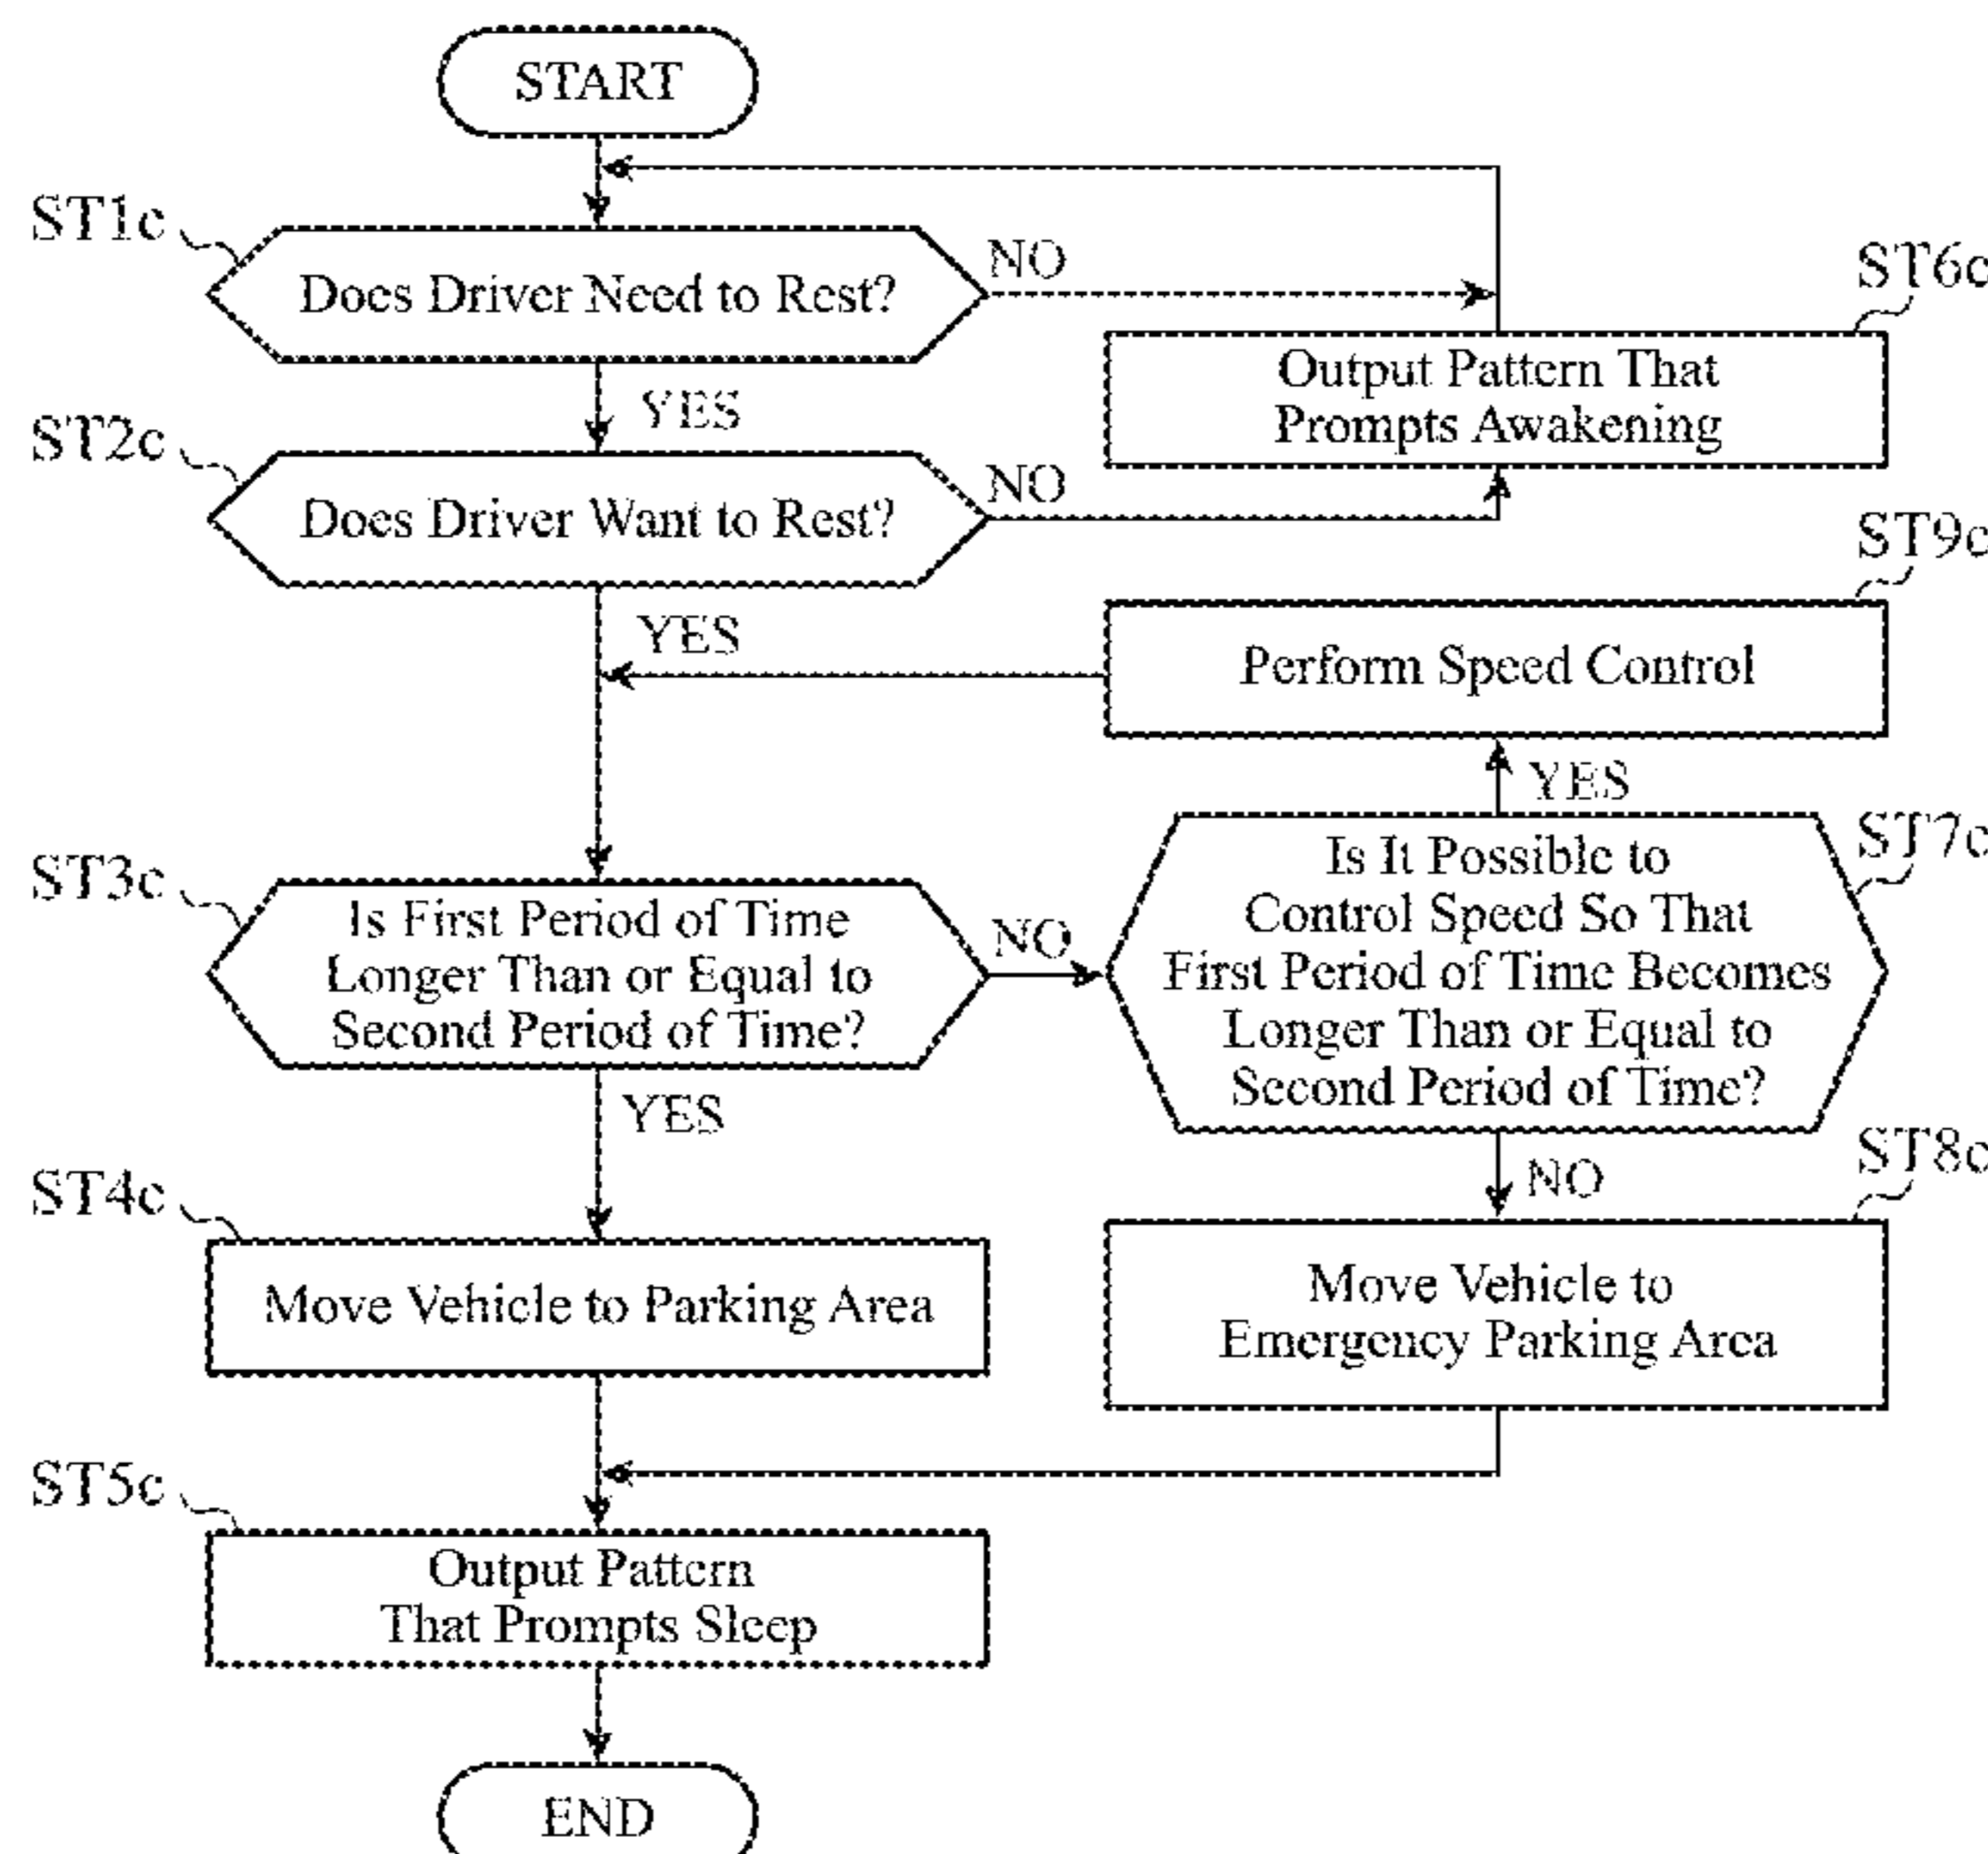 START
ST1c
Does Driver Need to Rest?
NO
YES
ST6c
Output Pattern That
Prompts Awakening
ST2c
Does Driver Want to Rest?
NO
YES
ST9c
Perform Speed Control
YES
ST3c
Is First Period of Time
Longer Than or Equal to
Second Period of Time?
NO
YES
ST7c
Is It Possible to
Control Speed So That
First Period of Time Becomes
Longer Than or Equal to
Second Period of Time?
NO
ST4c
Move Vehicle to Parking Area
ST8c
Move Vehicle to
Emergency Parking Area
ST5c
Output Pattern
That Prompts Sleep
END